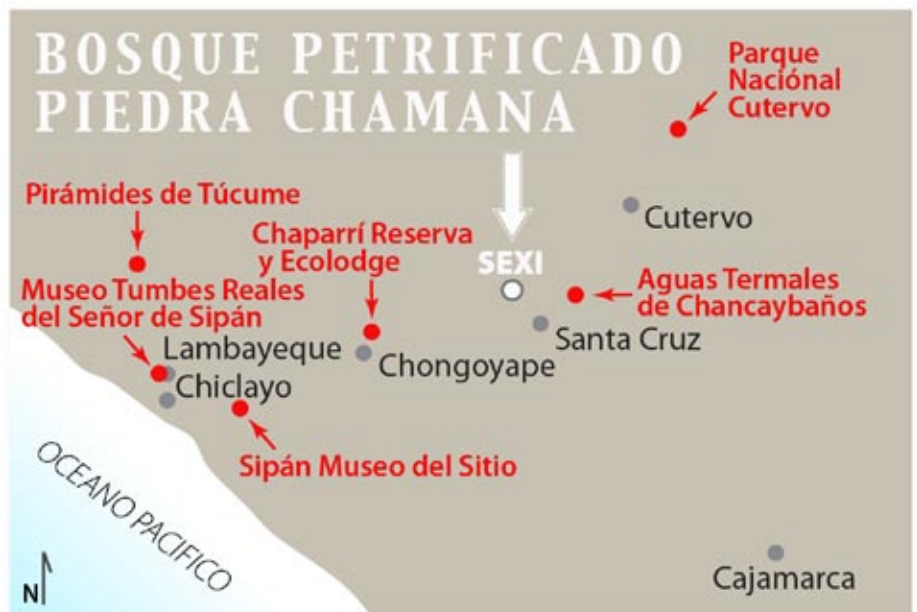 BOSQUE PETRIFICADO
PIEDRA CHAMANA
Parque
Naciónal
Cutervo
Pirámides de Túcume
Cutervo
Chaparrí Reserva
y Ecolodge
SEXI
Aguas Termales
de Chancaybaños
Museo Tumbes Reales
del Señor de Sipán
Santa Cruz
Lambayeque
Chongoyape
Chiclayo
Sipán Museo del Sitio
OCEANO PACIFICO
Cajamarca
N